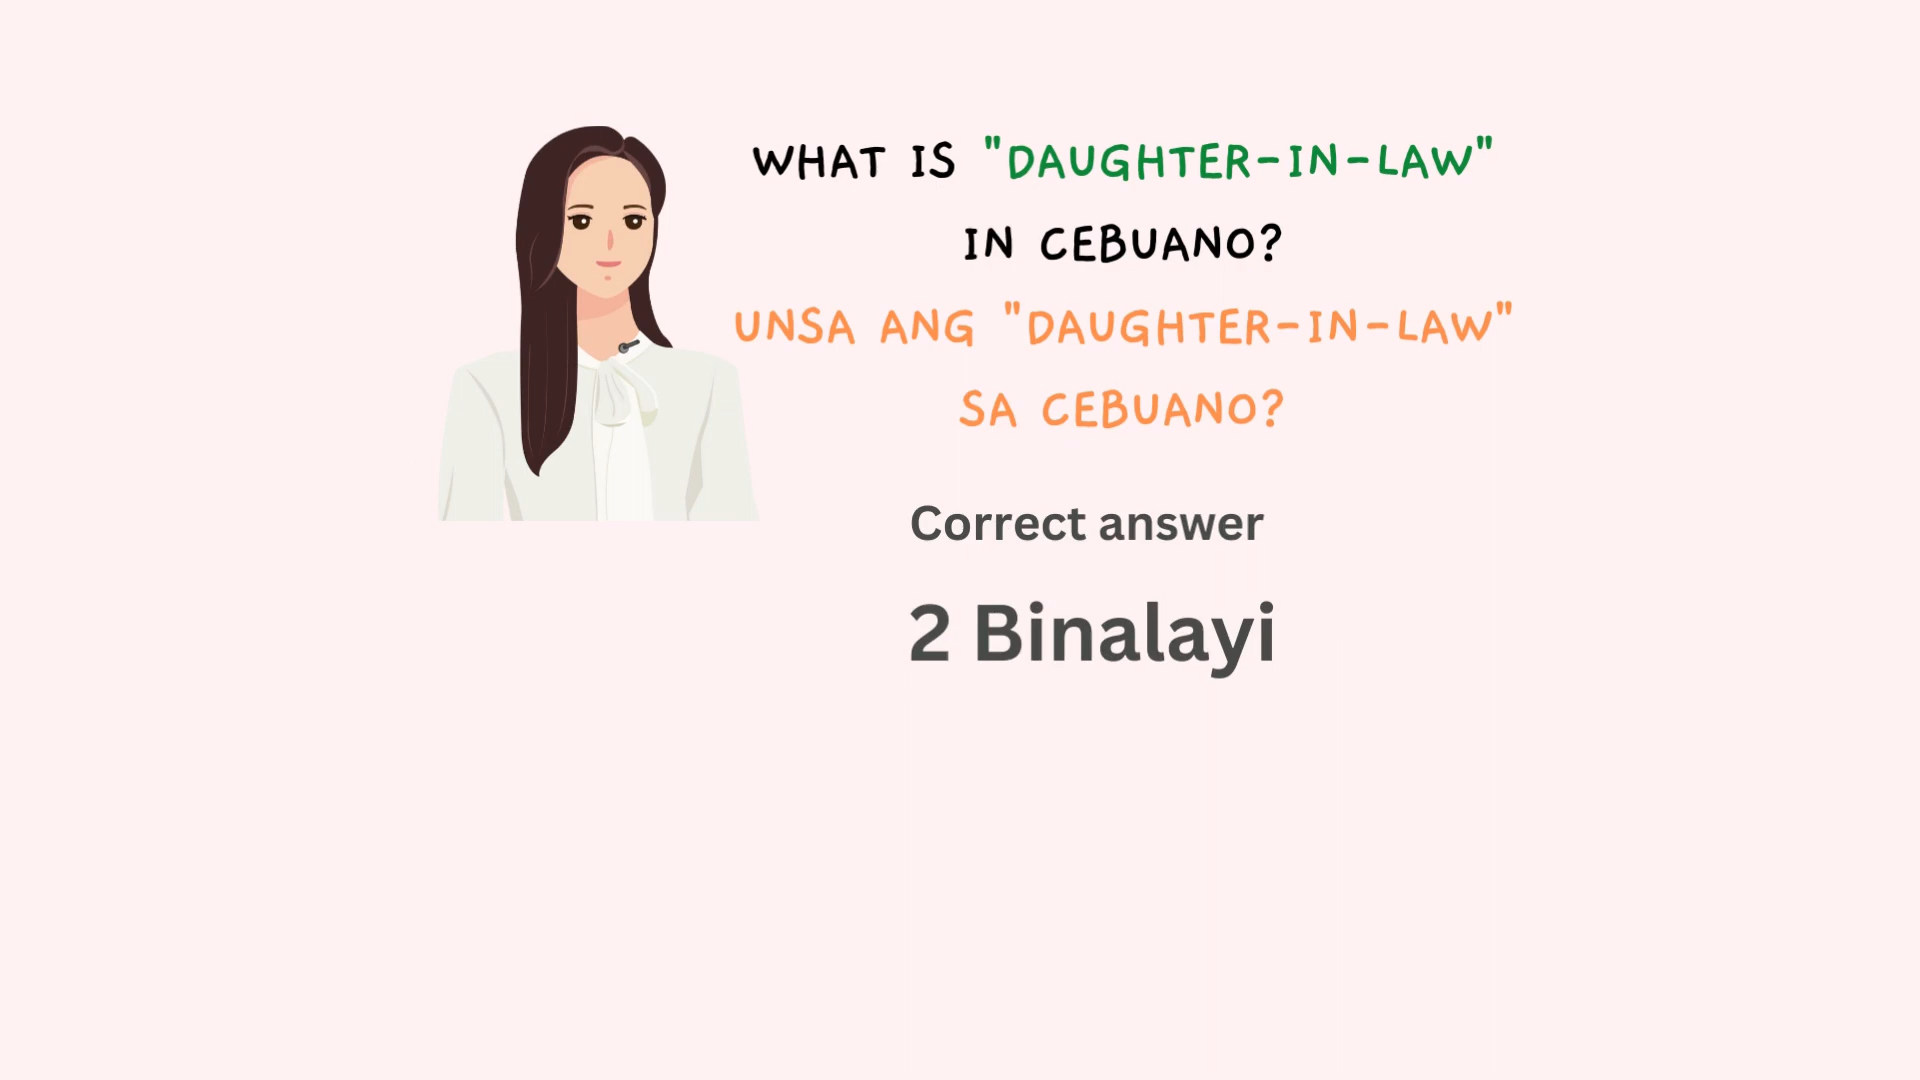 WHAT IS "DAUGHTER-IN-LAW"
IN CEBUANO?
UNSA ANG "DAUGHTER-IN-LAW"
SA CEBUANO?
Correct answer
2 Binalayi